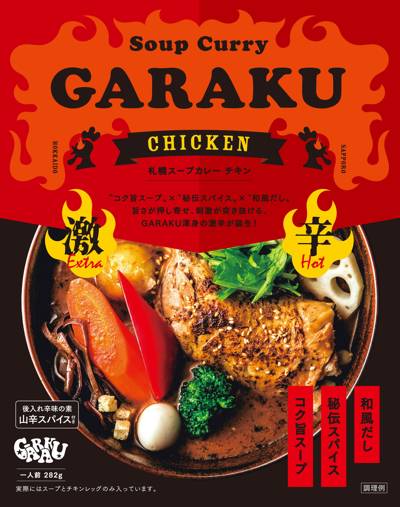 Soup Curry
GARAKU
HOKKAIDO
SAPPORO
CHICKEN
札幌スープカレー チキン
"コク旨スープ。×"秘伝スパイス。×"和風だし。
旨さが押し寄せ、刺激が突き抜ける。
GARAKU渾身の激辛が誕生!
激
Extra
辛
Hot
和風だし
秘伝スパイス
コク旨スープ
後入れ辛味の素
山辛スパイス付き
GARAKU
一人前 282g
実際にはスープとチキンレッグのみ入っています。
調理例